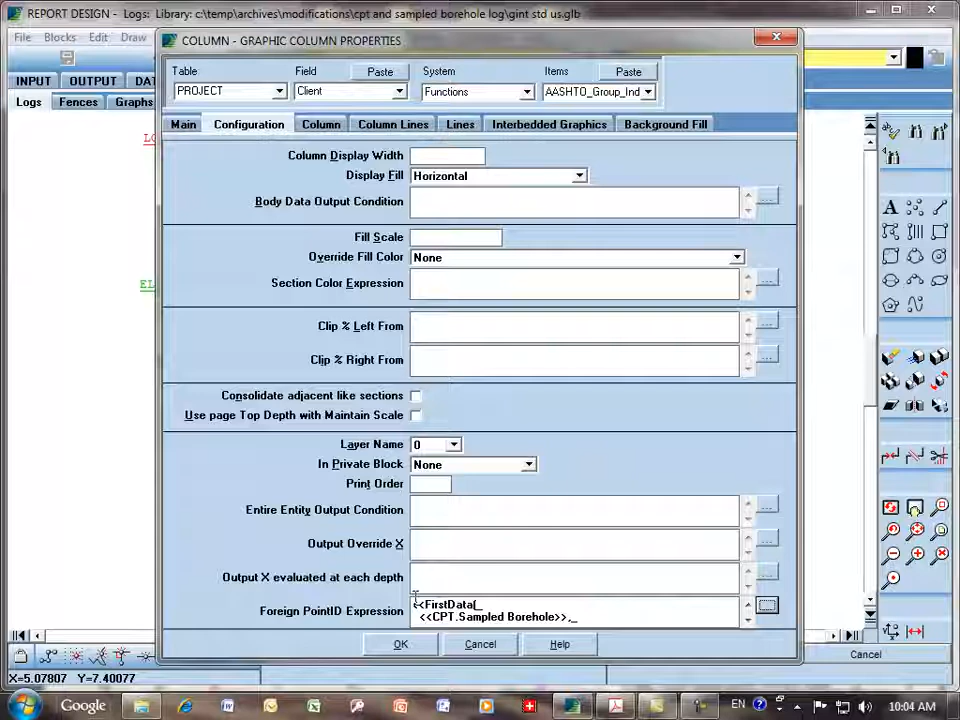 REPORT DESIGN - Logs: Library: c:\temp\archives\modifications\cpt and sampled borehole log\gint std us.glb
File Blocks Edit Draw
INPUT OUTPUT DAT
Logs Fences Graphs
LO
EL
COLUMN - GRAPHIC COLUMN PROPERTIES
Table Field Paste System Items Paste
PROJECT Client Functions AASHTO_Group_Ind
Main Configuration Column Column Lines Lines Interbedded Graphics Background Fill
Column Display Width
Display Fill Horizontal
Body Data Output Condition ...
Fill Scale
Override Fill Color None
Section Color Expression ...
Clip % Left From ...
Clip % Right From ...
Consolidate adjacent like sections
Use page Top Depth with Maintain Scale
Layer Name 0
In Private Block None
Print Order
Entire Entity Output Condition ...
Output Override X ...
Output X evaluated at each depth ...
Foreign PointID Expression <<FirstData(_ ...
<<CPT.Sampled Borehole>>,_
OK Cancel Help
Cancel
X=5.07807 Y=7.40077
Google EN 10:04 AM